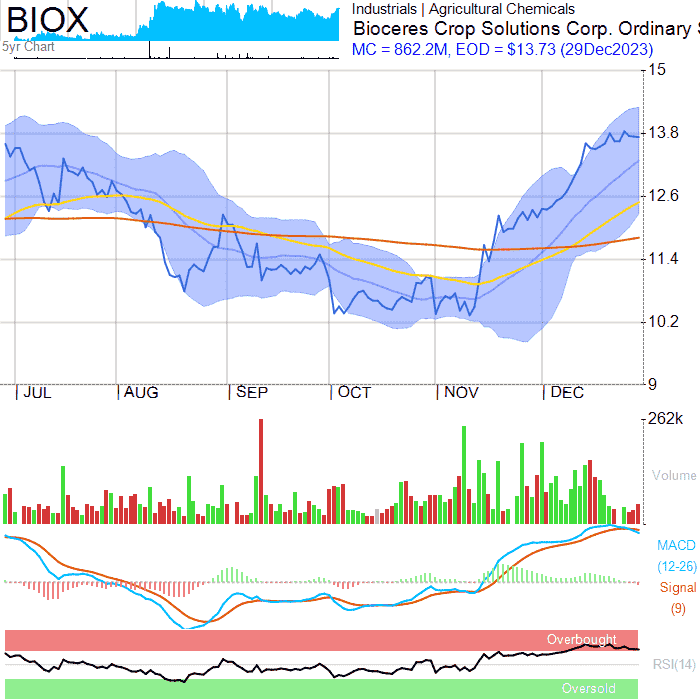 BIOX
5yr Chart
Industrials | Agricultural Chemicals
Bioceres Crop Solutions Corp. Ordinary S
MC = 862.2M, EOD = $13.73 (29Dec2023)
15
13.8
12.6
11.4
10.2
9
JUL AUG SEP OCT NOV DEC
262k
Volume
MACD
(12-26)
Signal
(9)
Overbought
RSI(14)
Oversold